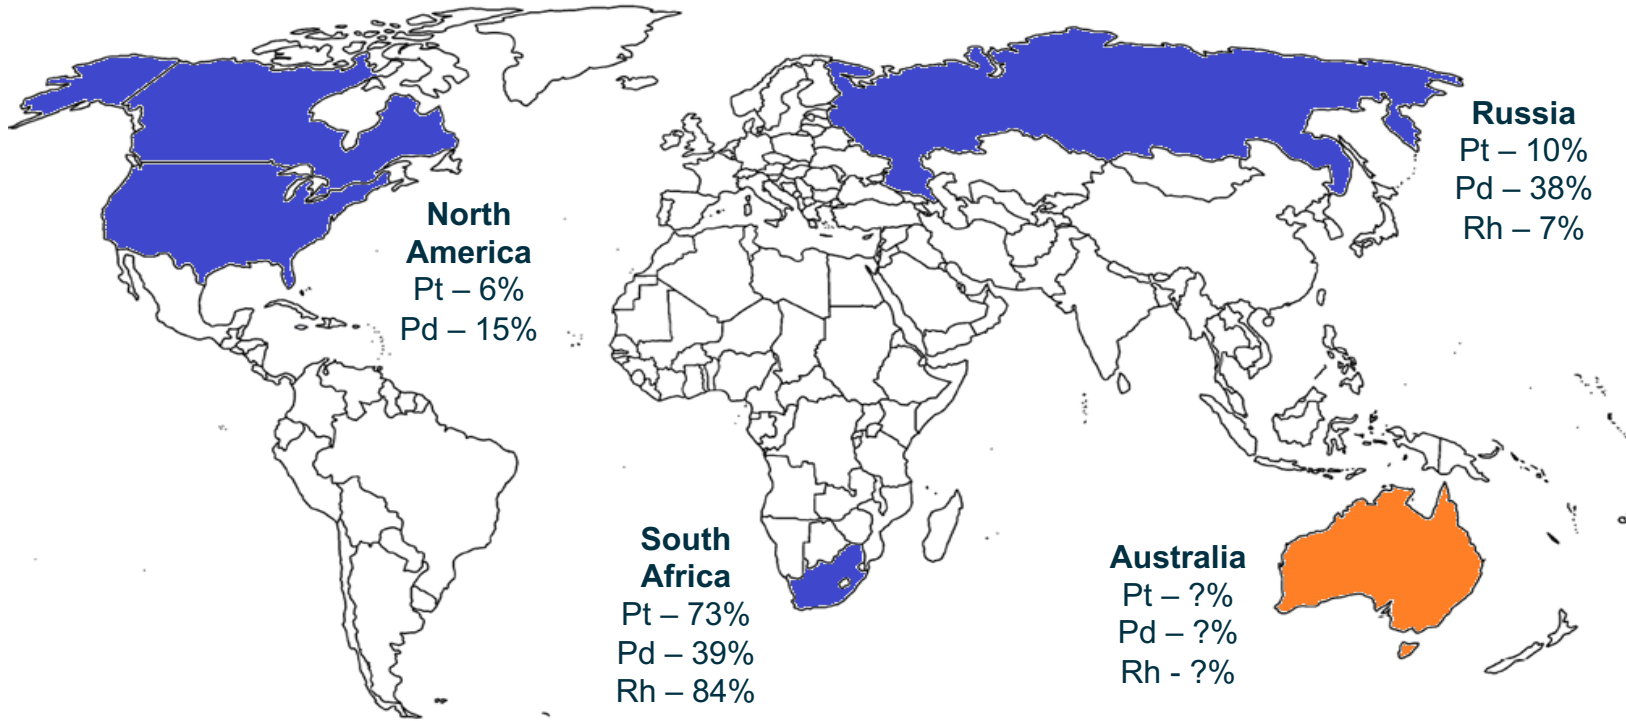 North
America
Pt – 6%
Pd – 15%
Russia
Pt – 10%
Pd – 38%
Rh – 7%
South
Africa
Pt – 73%
Pd – 39%
Rh – 84%
Australia
Pt – ?%
Pd – ?%
Rh - ?%